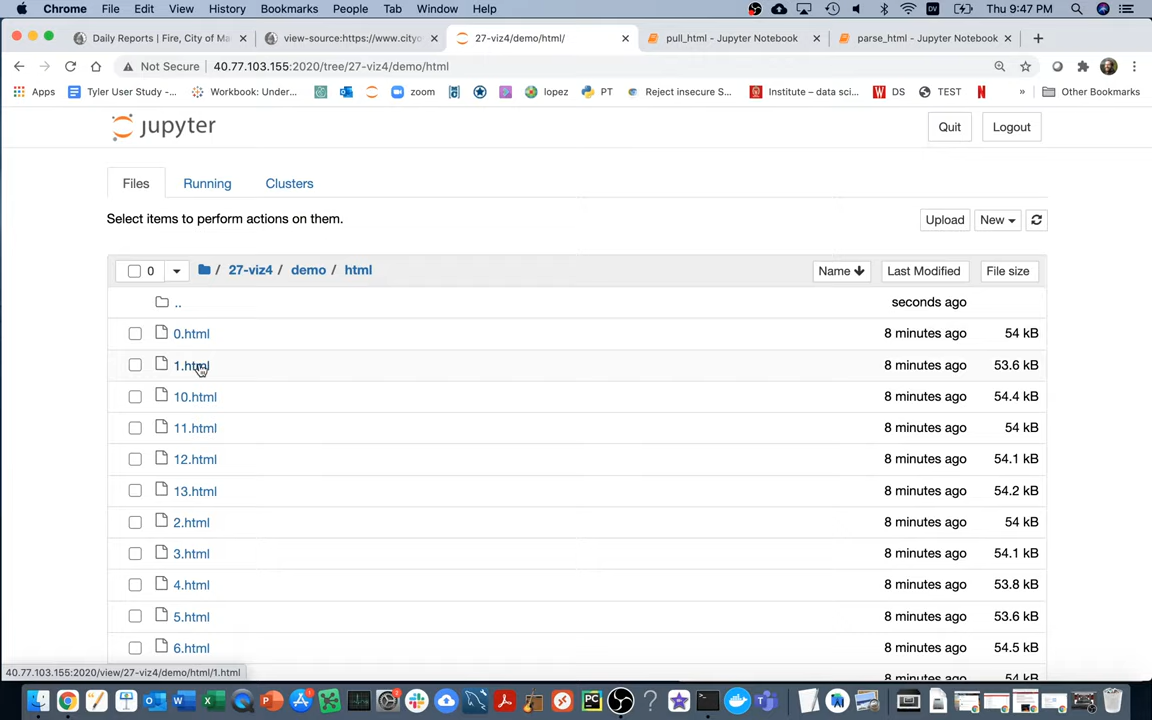 Chrome File Edit View History Bookmarks People Tab Window Help DV Thu 9:47 PM
Daily Reports | Fire, City of Ma view-source:https://www.cityo 27-viz4/demo/html/ pull_html - Jupyter Notebook parse_html - Jupyter Notebook
Not Secure 40.77.103.155:2020/tree/27-viz4/demo/html
Apps Tyler User Study -... Workbook: Under... zoom lopez PT Reject insecure S... Institute – data sci... DS TEST » Other Bookmarks
jupyter Quit Logout
Files Running Clusters
Select items to perform actions on them. Upload New
0 / 27-viz4 / demo / html Name Last Modified File size
.. seconds ago
0.html 8 minutes ago 54 kB
1.html 8 minutes ago 53.6 kB
10.html 8 minutes ago 54.4 kB
11.html 8 minutes ago 54 kB
12.html 8 minutes ago 54.1 kB
13.html 8 minutes ago 54.2 kB
2.html 8 minutes ago 54 kB
3.html 8 minutes ago 54.1 kB
4.html 8 minutes ago 53.8 kB
5.html 8 minutes ago 53.6 kB
6.html 8 minutes ago 54.5 kB
40.77.103.155:2020/view/27-viz4/demo/html/1.html